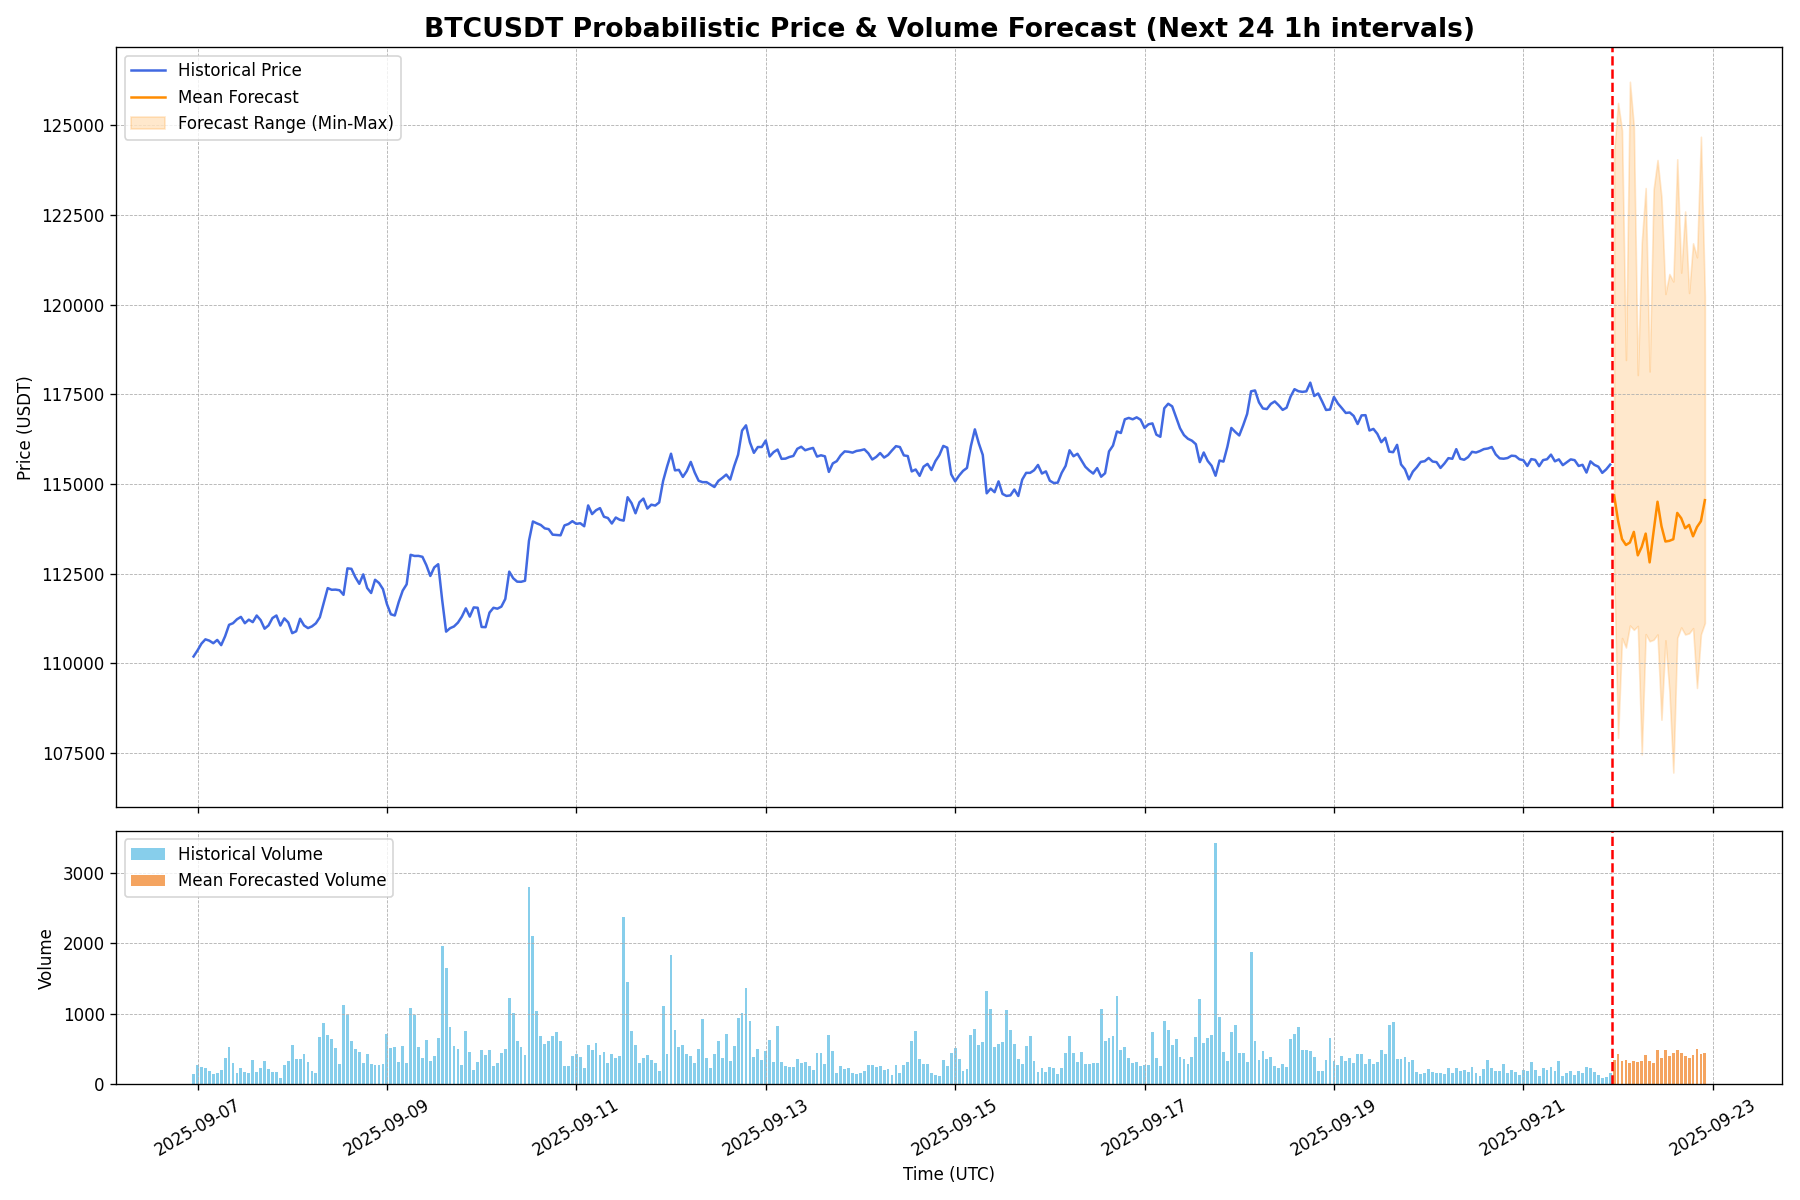 BTCUSDT Probabilistic Price & Volume Forecast (Next 24 1h intervals)
Historical Price
Mean Forecast
Forecast Range (Min-Max)
125000
122500
120000
117500
115000
112500
110000
107500
Price (USDT)
Historical Volume
Mean Forecasted Volume
3000
2000
1000
0
Volume
2025-09-07
2025-09-09
2025-09-11
2025-09-13
2025-09-15
2025-09-17
2025-09-19
2025-09-21
2025-09-23
Time (UTC)